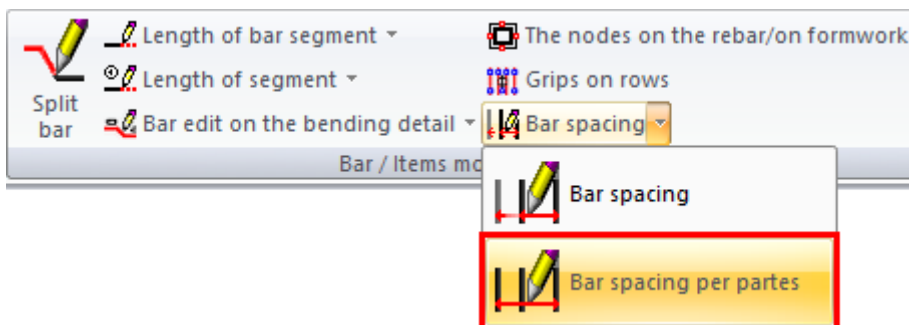 Split
bar
Length of bar segment
Length of segment
Bar edit on the bending detail
The nodes on the rebar/on formwork
Grips on rows
Bar spacing
Bar / Items mo
Bar spacing
Bar spacing per partes